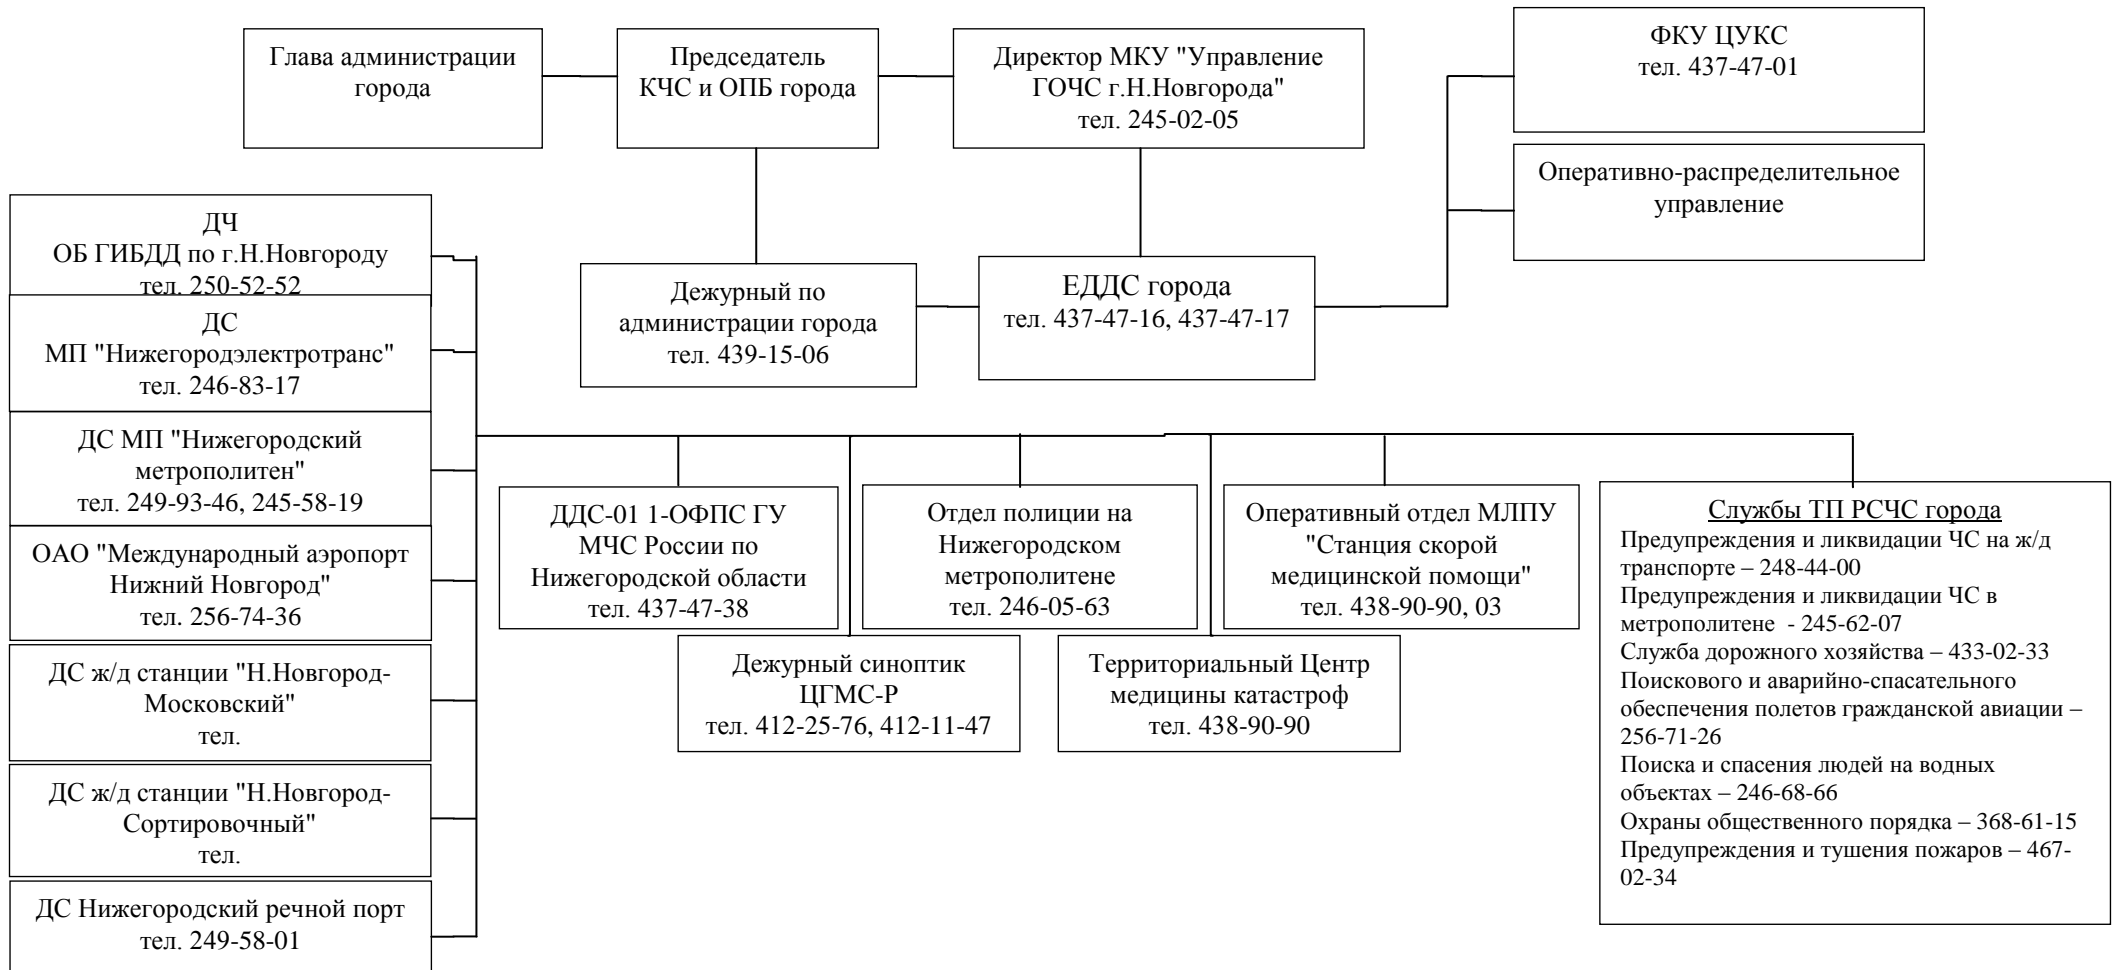 Глава администрации
города
Председатель
КЧС и ОПБ города
Директор МКУ "Управление
ГОЧС г.Н.Новгорода"
тел. 245-02-05
ФКУ ЦУКС
тел. 437-47-01
Оперативно-распределительное
управление
ДЧ
ОБ ГИБДД по г.Н.Новгороду
тел. 250-52-52
ДС
МП "Нижегородэлектротранс"
тел. 246-83-17
ДС МП "Нижегородский
метрополитен"
тел. 249-93-46, 245-58-19
ОАО "Международный аэропорт
Нижний Новгород"
тел. 256-74-36
ДС ж/д станции "Н.Новгород-
Московский"
тел.
ДС ж/д станции "Н.Новгород-
Сортировочный"
тел.
ДС Нижегородский речной порт
тел. 249-58-01
Дежурный по
администрации города
тел. 439-15-06
ЕДДС города
тел. 437-47-16, 437-47-17
ДДС-01 1-ОФПС ГУ
МЧС России по
Нижегородской области
тел. 437-47-38
Отдел полиции на
Нижегородском
метрополитене
тел. 246-05-63
Оперативный отдел МЛПУ
"Станция скорой
медицинской помощи"
тел. 438-90-90, 03
Дежурный синоптик
ЦГМС-Р
тел. 412-25-76, 412-11-47
Территориальный Центр
медицины катастроф
тел. 438-90-90
Службы ТП РСЧС города
Предупреждения и ликвидации ЧС на ж/д
транспорте – 248-44-00
Предупреждения и ликвидации ЧС в
метрополитене - 245-62-07
Служба дорожного хозяйства – 433-02-33
Поискового и аварийно-спасательного
обеспечения полетов гражданской авиации –
256-71-26
Поиска и спасения людей на водных
объектах – 246-68-66
Охраны общественного порядка – 368-61-15
Предупреждения и тушения пожаров – 467-
02-34